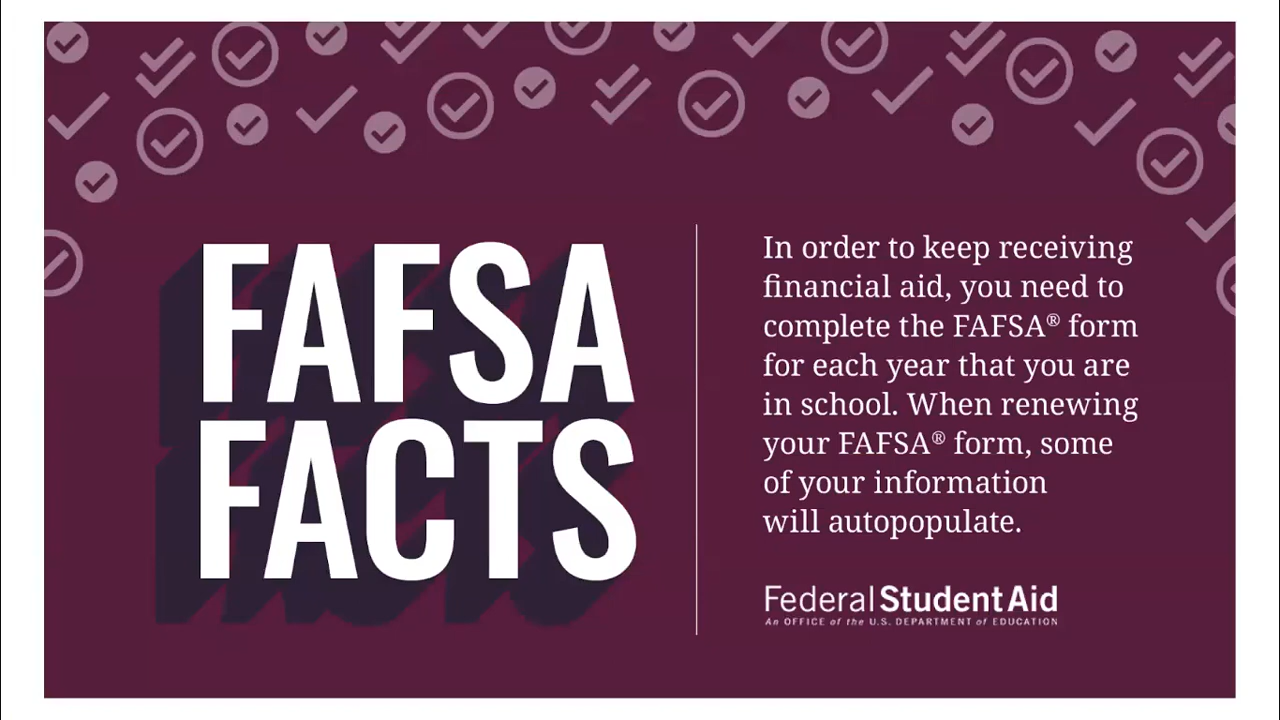 FAFSA
FACTS
In order to keep receiving
financial aid, you need to
complete the FAFSA® form
for each year that you are
in school. When renewing
your FAFSA® form, some
of your information
will autopopulate.
Federal Student Aid
An OFFICE of the U.S. DEPARTMENT of EDUCATION